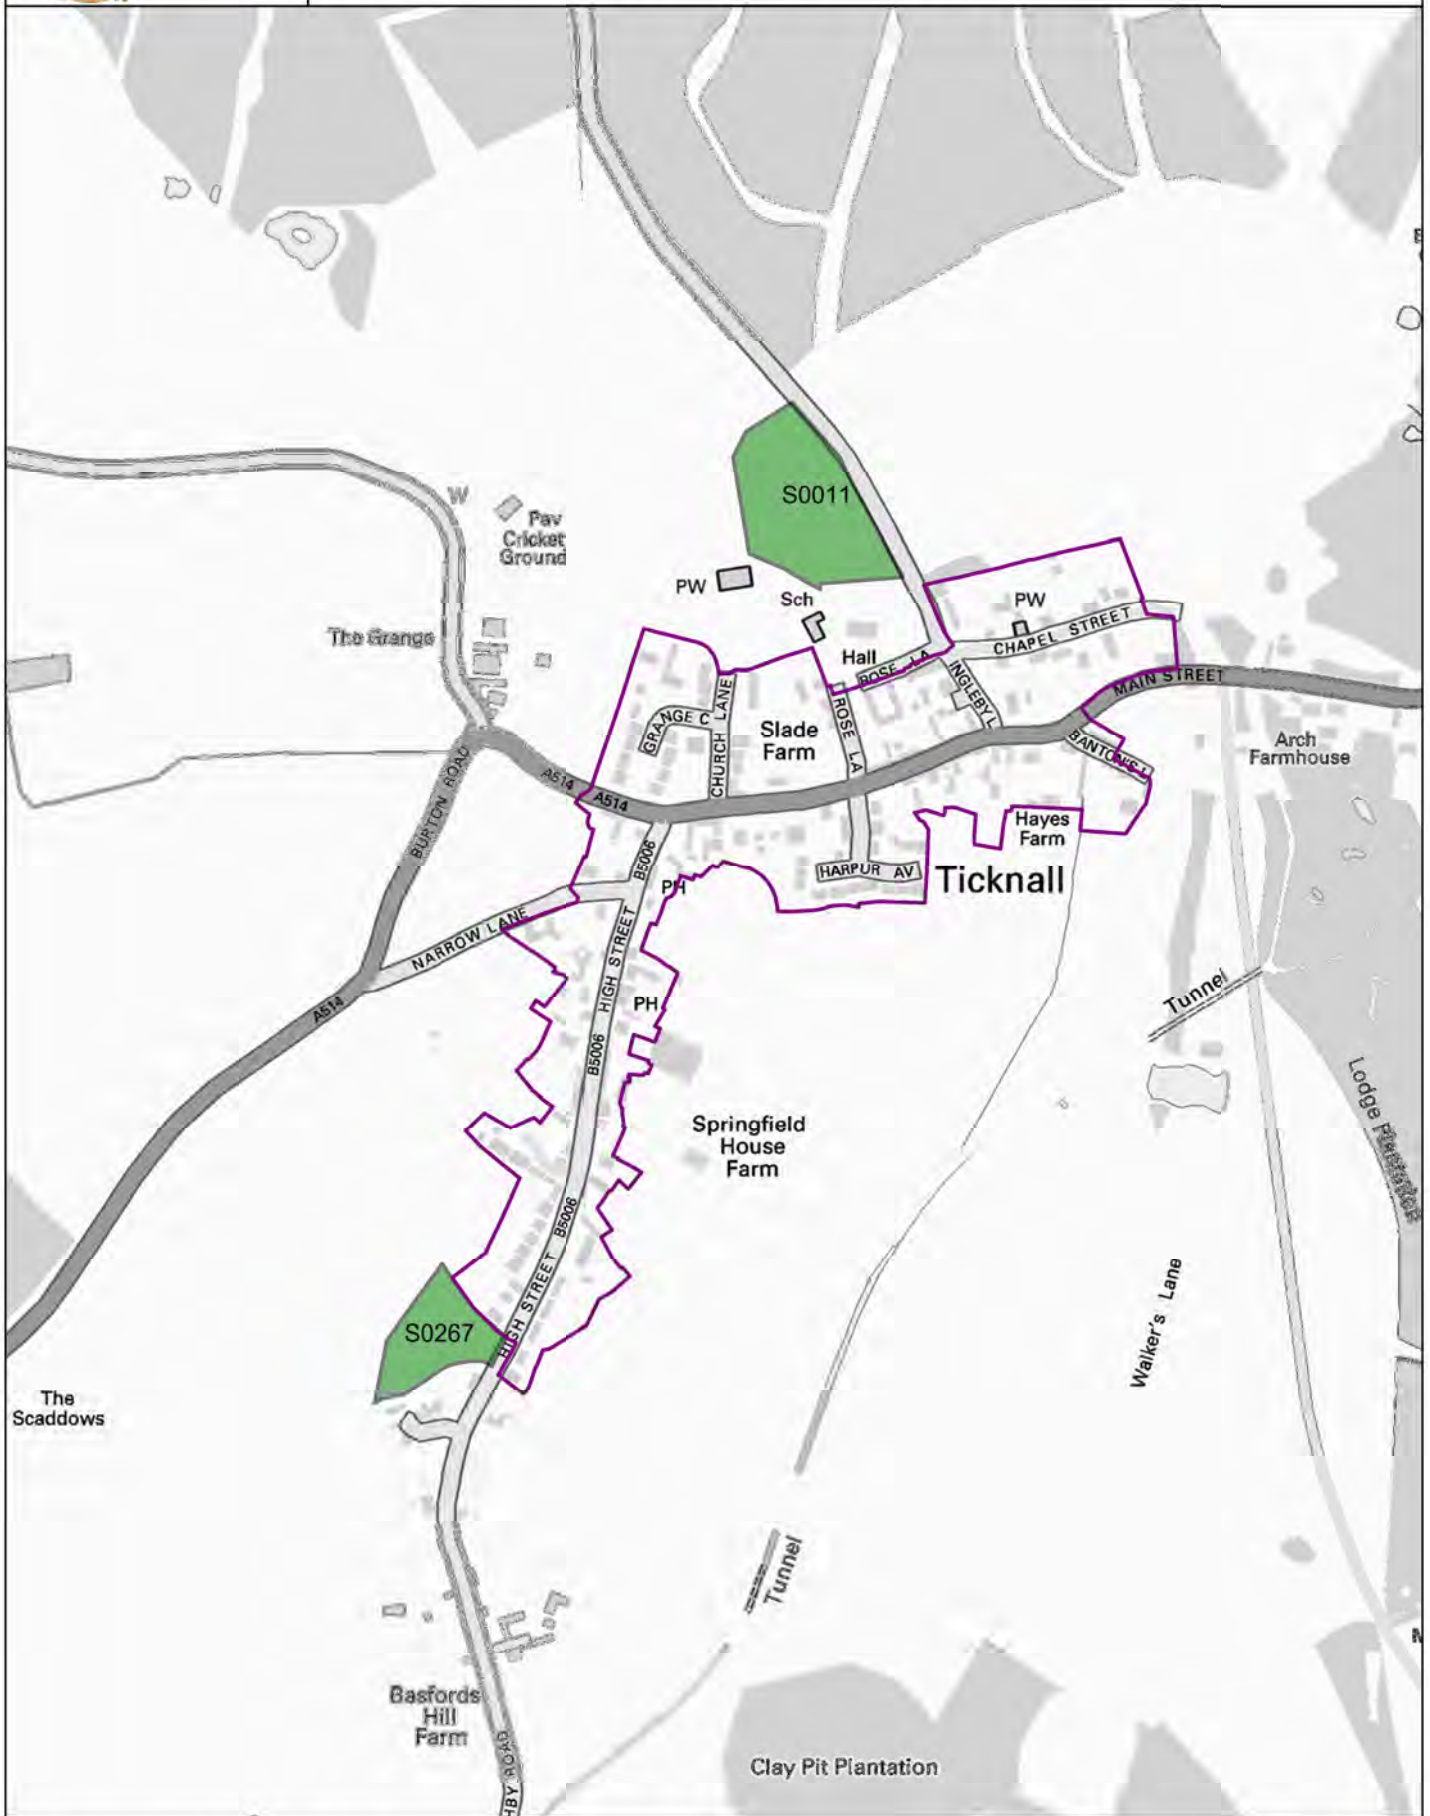 S0011
W
Pav
Cricket
Ground
PW
Sch
PW
The Grange
CHAPEL STREET
Hall
ROSE LA
INGLEBY L
MAIN STREET
GRANGE C
CHURCH LANE
Slade
Farm
ROSE LA
BANTON'S L
Arch
Farmhouse
BURTON ROAD
A514
A514
Hayes
Farm
B5006
HARPUR AV
Ticknall
PH
NARROW LANE
HIGH STREET
A514
PH
Tunnel
B5006
Lodge Plantation
Springfield
House
Farm
B5006
HIGH STREET
Walker's Lane
S0267
The
Scaddows
Tunnel
Basfords
Hill
Farm
HBY ROAD
Clay Pit Plantation